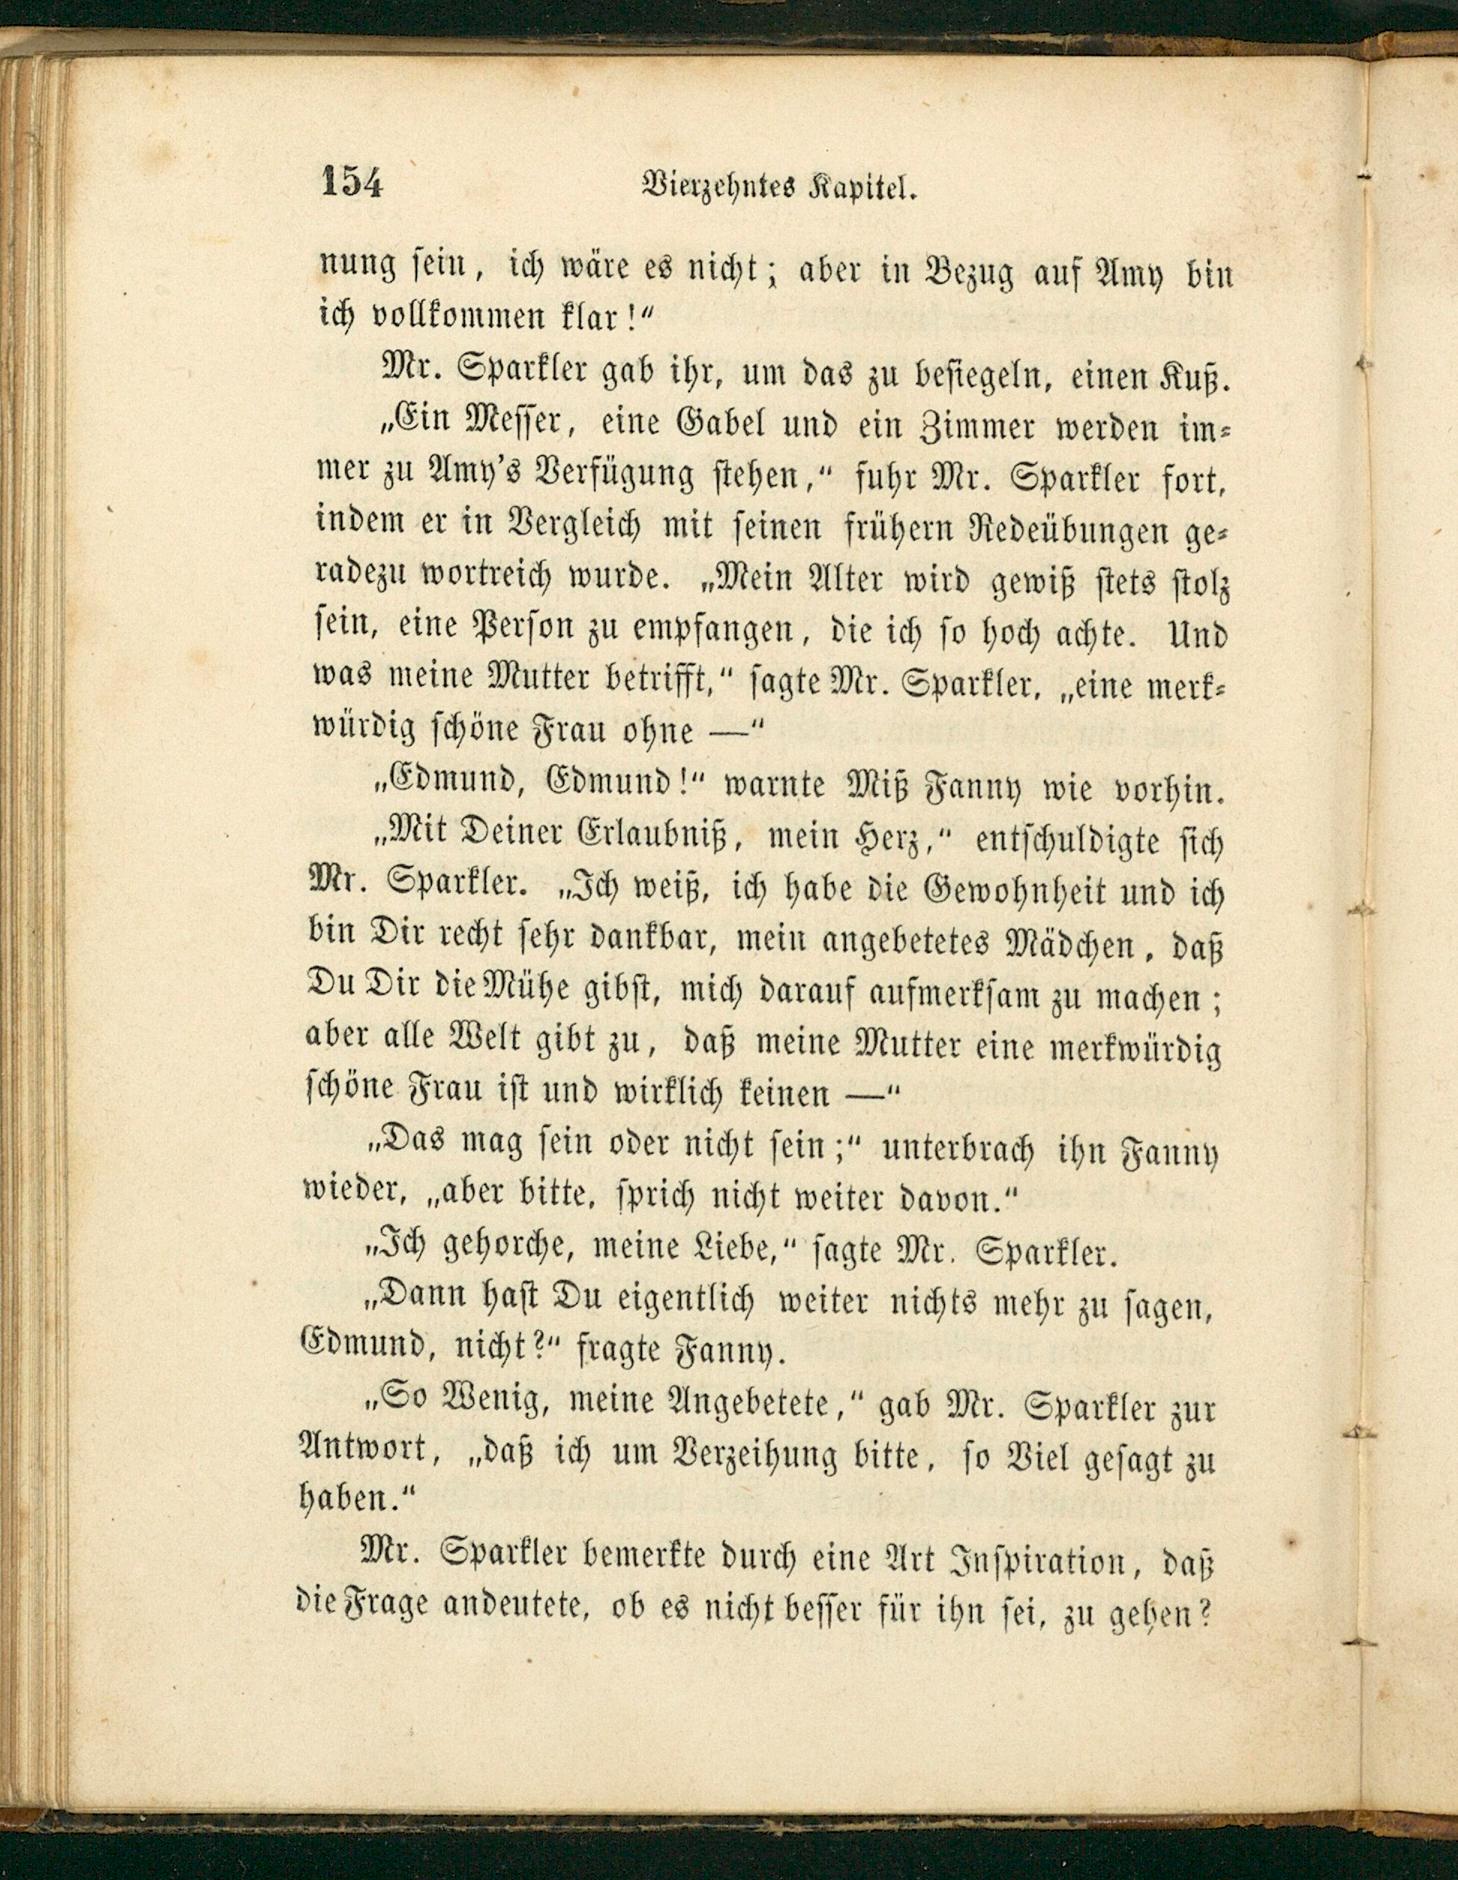 154 Vierzehntes Kapitel.
nung sein, ich wäre es nicht; aber in Bezug auf Amy bin
ich vollkommen klar!“
Mr. Sparkler gab ihr, um das zu besiegeln, einen Kuß.
„Ein Messer, eine Gabel und ein Zimmer werden im-
mer zu Amy's Verfügung stehen,“ fuhr Mr. Sparkler fort,
indem er in Vergleich mit seinen frühern Redeübungen ge-
radezu wortreich wurde. „Mein Alter wird gewiß stets stolz
sein, eine Person zu empfangen, die ich so hoch achte. Und
was meine Mutter betrifft,“ sagte Mr. Sparkler, „eine merk-
würdig schöne Frau ohne —“
„Edmund, Edmund!“ warnte Miß Fanny wie vorhin.
„Mit Deiner Erlaubniß, mein Herz,“ entschuldigte sich
Mr. Sparkler. „Ich weiß, ich habe die Gewohnheit und ich
bin Dir recht sehr dankbar, mein angebetetes Mädchen, daß
Du Dir die Mühe gibst, mich darauf aufmerksam zu machen;
aber alle Welt gibt zu, daß meine Mutter eine merkwürdig
schöne Frau ist und wirklich keinen —“
„Das mag sein oder nicht sein;“ unterbrach ihn Fanny
wieder, „aber bitte, sprich nicht weiter davon.“
„Ich gehorche, meine Liebe,“ sagte Mr. Sparkler.
„Dann hast Du eigentlich weiter nichts mehr zu sagen,
Edmund, nicht?“ fragte Fanny.
„So Wenig, meine Angebetete,“ gab Mr. Sparkler zur
Antwort, „daß ich um Verzeihung bitte, so Viel gesagt zu
haben.“
Mr. Sparkler bemerkte durch eine Art Inspiration, daß
die Frage andeutete, ob es nicht besser für ihn sei, zu gehen?